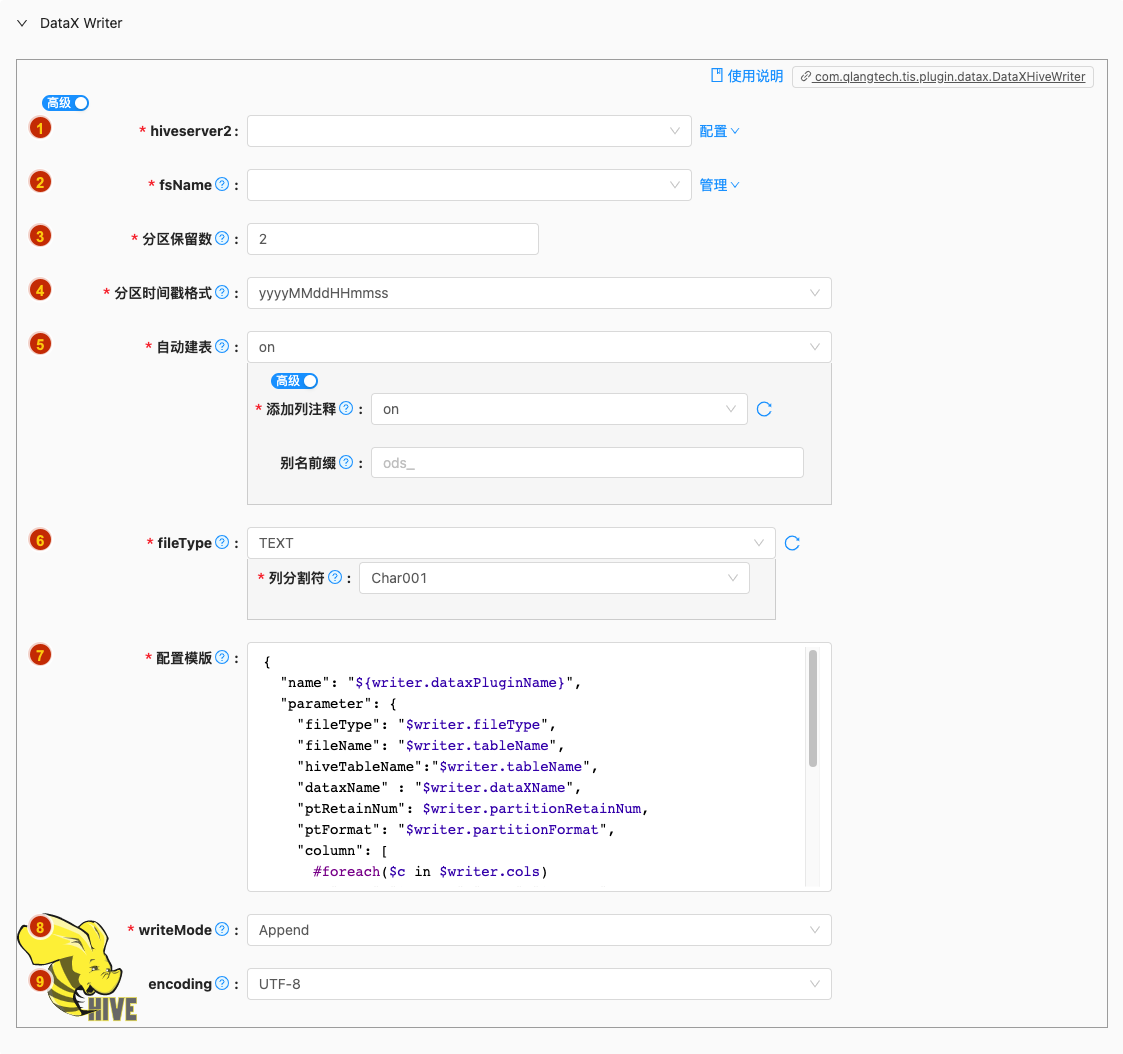 DataX Writer
使用说明 com.qlangtech.tis.plugin.datax.DataXHiveWriter
高级
1 * hiveserver2 : 配置
2 * fsName ? : 管理
3 * 分区保留数 ? : 2
4 * 分区时间戳格式 ? : yyyyMMddHHmmss
5 * 自动建表 ? : on
高级
* 添加列注释 ? : on
别名前缀 ? : ods_
6 * fileType ? : TEXT
* 列分割符 ? : Char001
7 * 配置模版 ? : {
"name": "${writer.dataxPluginName}",
"parameter": {
"fileType": "$writer.fileType",
"fileName": "$writer.tableName",
"hiveTableName":"$writer.tableName",
"dataxName" : "$writer.dataXName",
"ptRetainNum": $writer.partitionRetainNum,
"ptFormat": "$writer.partitionFormat",
"column": [
#foreach($c in $writer.cols)
8 * writeMode ? : Append
9 encoding ? : UTF-8
HIVE